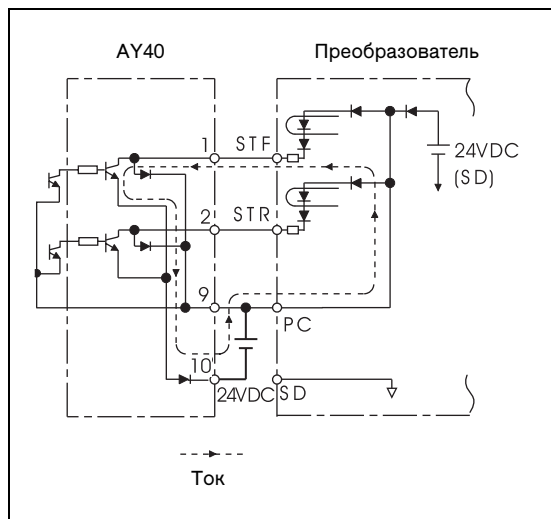 AY40
Преобразователь
1 STF
24VDC
(SD)
2 STR
9
PC
10
24VDC SD
Ток